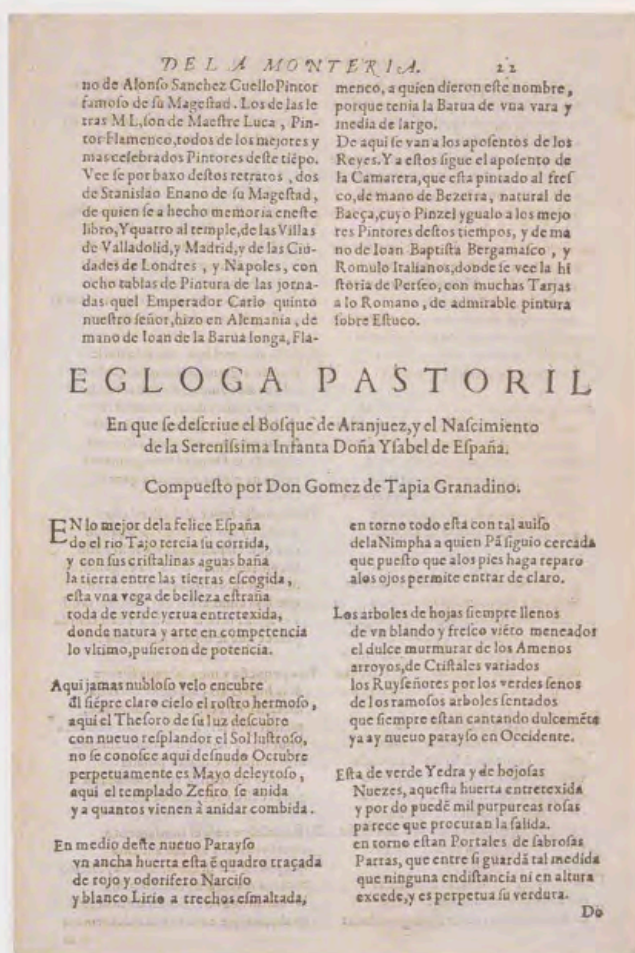 DE LA MONTERIA. 22
no de Alonſo Sanchez Cuello Pintor
famoſo de ſu Mageſtad. Los de las le
tras M L, ſon de Maeſtre Luca, Pin-
tor Flamenco, todos de los mejores y
mas celebrados Pintores deſte tiẽpo.
Vee ſe por baxo deſtos retratos, dos
de Stanislao Enano de ſu Mageſtad,
de quien ſe a hecho memoria eneſte
libro, Y quatro al temple, de las Villas
de Valladolid, y Madrid, y de las Ciu-
dades de Londres, y Napoles, con
ocho tablas de Pintura de las jorna-
das quel Emperador Carlo quinto
nueſtro ſeñor, hizo en Alemania, de
mano de Ioan de la Barua longa, Fla-
menco, a quien dieron eſte nombre,
porque tenia la Barua de vna vara y
media de largo.
De aqui ſe van a los apoſentos de los
Reyes. Y a eſtos ſigue el apoſento de
la Camarera, que eſta pintado al freſ
co, de mano de Bezerra, natural de
Baeça, cuyo Pinzel ygualo a los mejo
res Pintores deſtos tiempos, y de ma
no de Ioan Baptiſta Bergamaſco, y
Romulo Italianos, donde ſe vee la hi
ſtoria de Perſeo, con muchas Tarjas
a lo Romano, de admirable pintura
ſobre Eſtuco.
EGLOGA PASTORIL
En que ſe deſcriue el Boſque de Aranjuez, y el Naſcimiento
de la Sereniſsima Infanta Doña Yſabel de Eſpaña.
Compueſto por Don Gomez de Tapia Granadino.
EN lo mejor dela felice Eſpaña
do el rio Tajo tercia ſu corrida,
y con ſus criſtalinas aguas baña
la tierra entre las tierras eſcogida,
eſta vna vega de belleza eſtraña
toda de verde yerua entretexida,
donde natura y arte en competencia
lo vltimo, puſieron de potencia.
Aqui jamas nubloſo velo encubre
ãl ſiẽpre claro cielo el roſtro hermoſo,
aqui el Theſoro de ſu luz deſcubre
con nueuo reſplandor el Sol luſtroſo,
no ſe conoſce aqui deſnudo Octubre
perpetuamente es Mayo deleytoſo,
aqui el templado Zefiro ſe anida
y a quantos vienen à anidar combida.
En medio deſte nueuo Parayſo
vn ancha huerta eſta ẽ quadro traçada
de rojo y odorifero Narciſo
y blanco Lirio a trechos eſmaltada,
en torno todo eſta con tal auiſo
dela Nimpha a quien Pã ſiguio cercada
que pueſto que alos pies haga reparo
alos ojos permite entrar de claro.
Los arboles de hojas ſiempre llenos
de vn blando y freſco viẽto meneados
el dulce murmurar de los Amenos
arroyos, de Criſtales variados
los Ruyſeñores por los verdes ſenos
de los ramoſos arboles ſentados
que ſiempre eſtan cantando dulcemẽte
ya ay nueuo parayſo en Occidente.
Eſta de verde Yedra y de hojoſas
Nuezes, aqueſta huerta entretexida
y por do puedẽ mil purpureas roſas
parece que procuran la ſalida.
en torno eſtan Portales de ſabroſas
Parras, que entre ſi guardã tal medida
que ninguna endiſtancia ni en altura
excede, y es perpetua ſu verdura.
Do